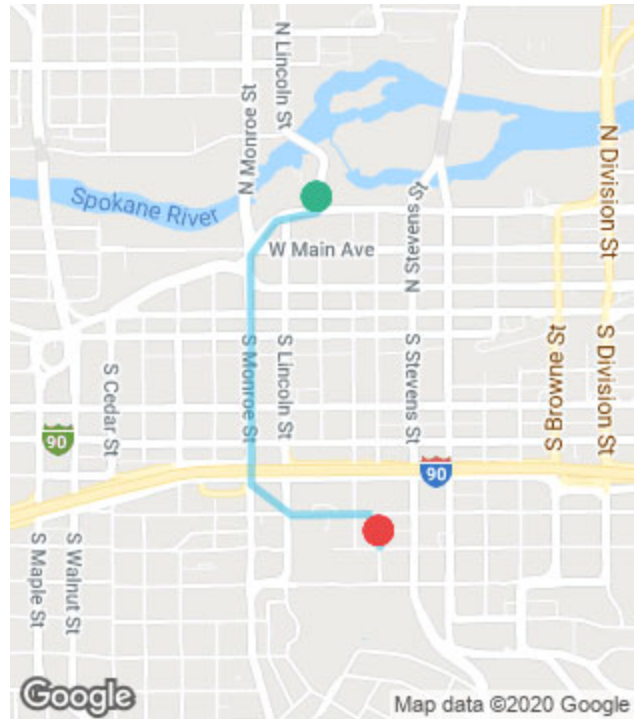 N Lincoln St
N Monroe St
Spokane River
W Main Ave
N Stevens St
N Division St
S Cedar St
S Monroe St
S Lincoln St
S Stevens St
S Browne St
S Division St
90
90
S Maple St
S Walnut St
Google
Map data ©2020 Google